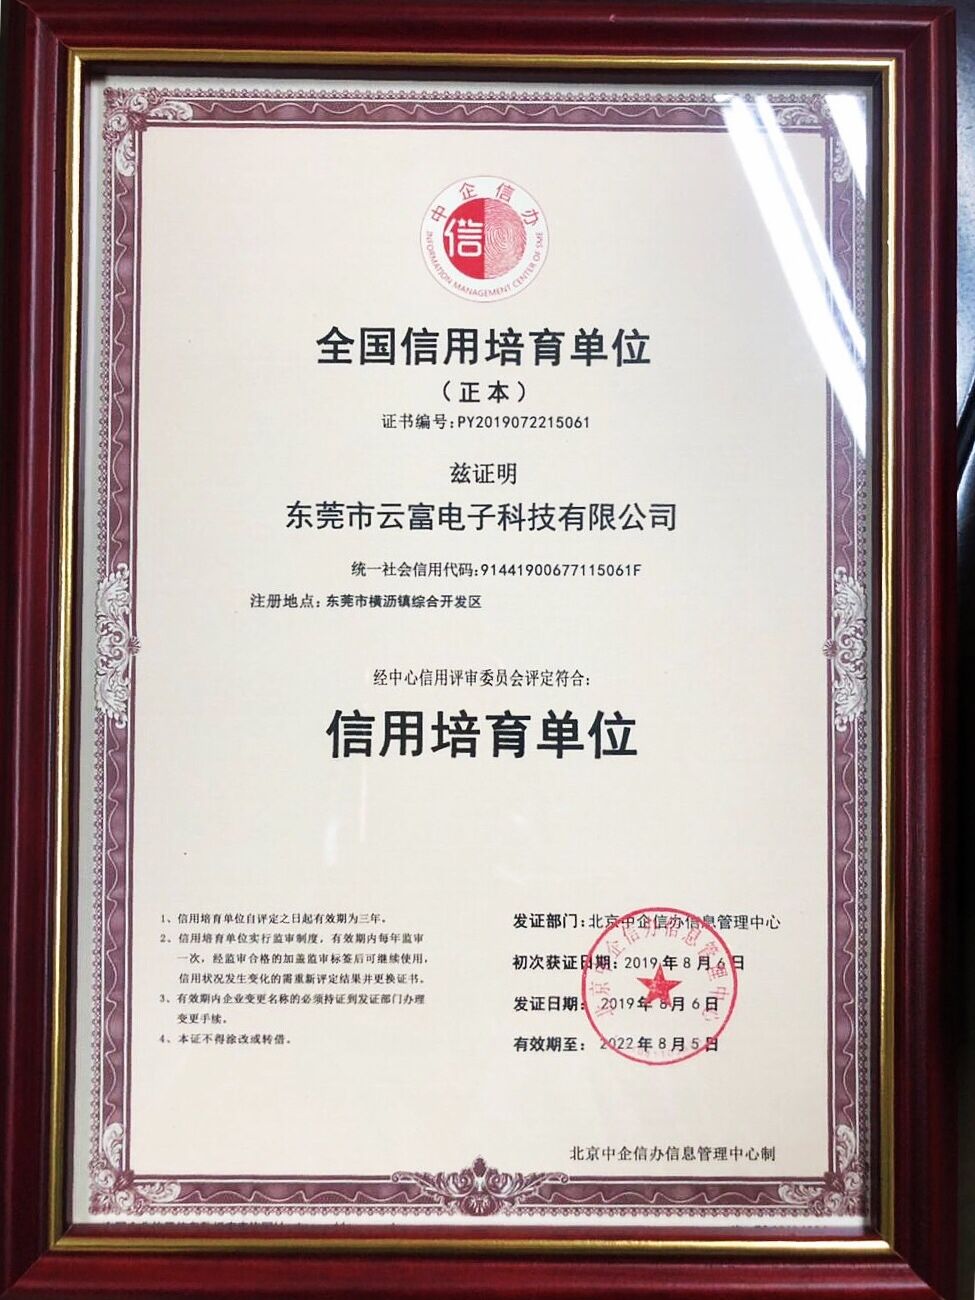 中企信办
信
INFORMATION MANAGEMENT CENTER OF SME
全国信用培育单位
（正本）
证书编号:PY2019072215061
兹证明
东莞市云富电子科技有限公司
统一社会信用代码:91441900677115061F
注册地点：东莞市横沥镇综合开发区
经中心信用评审委员会评定符合：
信用培育单位
1、信用培育单位自评定之日起有效期为三年。
2、信用培育单位实行监审制度，有效期内每年监审
一次，经监审合格的加盖监审标签后可继续使用，
信用状况发生变化的需重新评定结果并更换证书。
3、有效期内企业变更名称的必须持证到发证部门办理
变更手续。
4、本证不得涂改或转借。
发证部门：北京中企信办信息管理中心
初次获证日期：2019年8月6日
发证日期：2019年8月6日
有效期至：2022年8月5日
北京中企信办信息管理中心
北京中企信办信息管理中心制